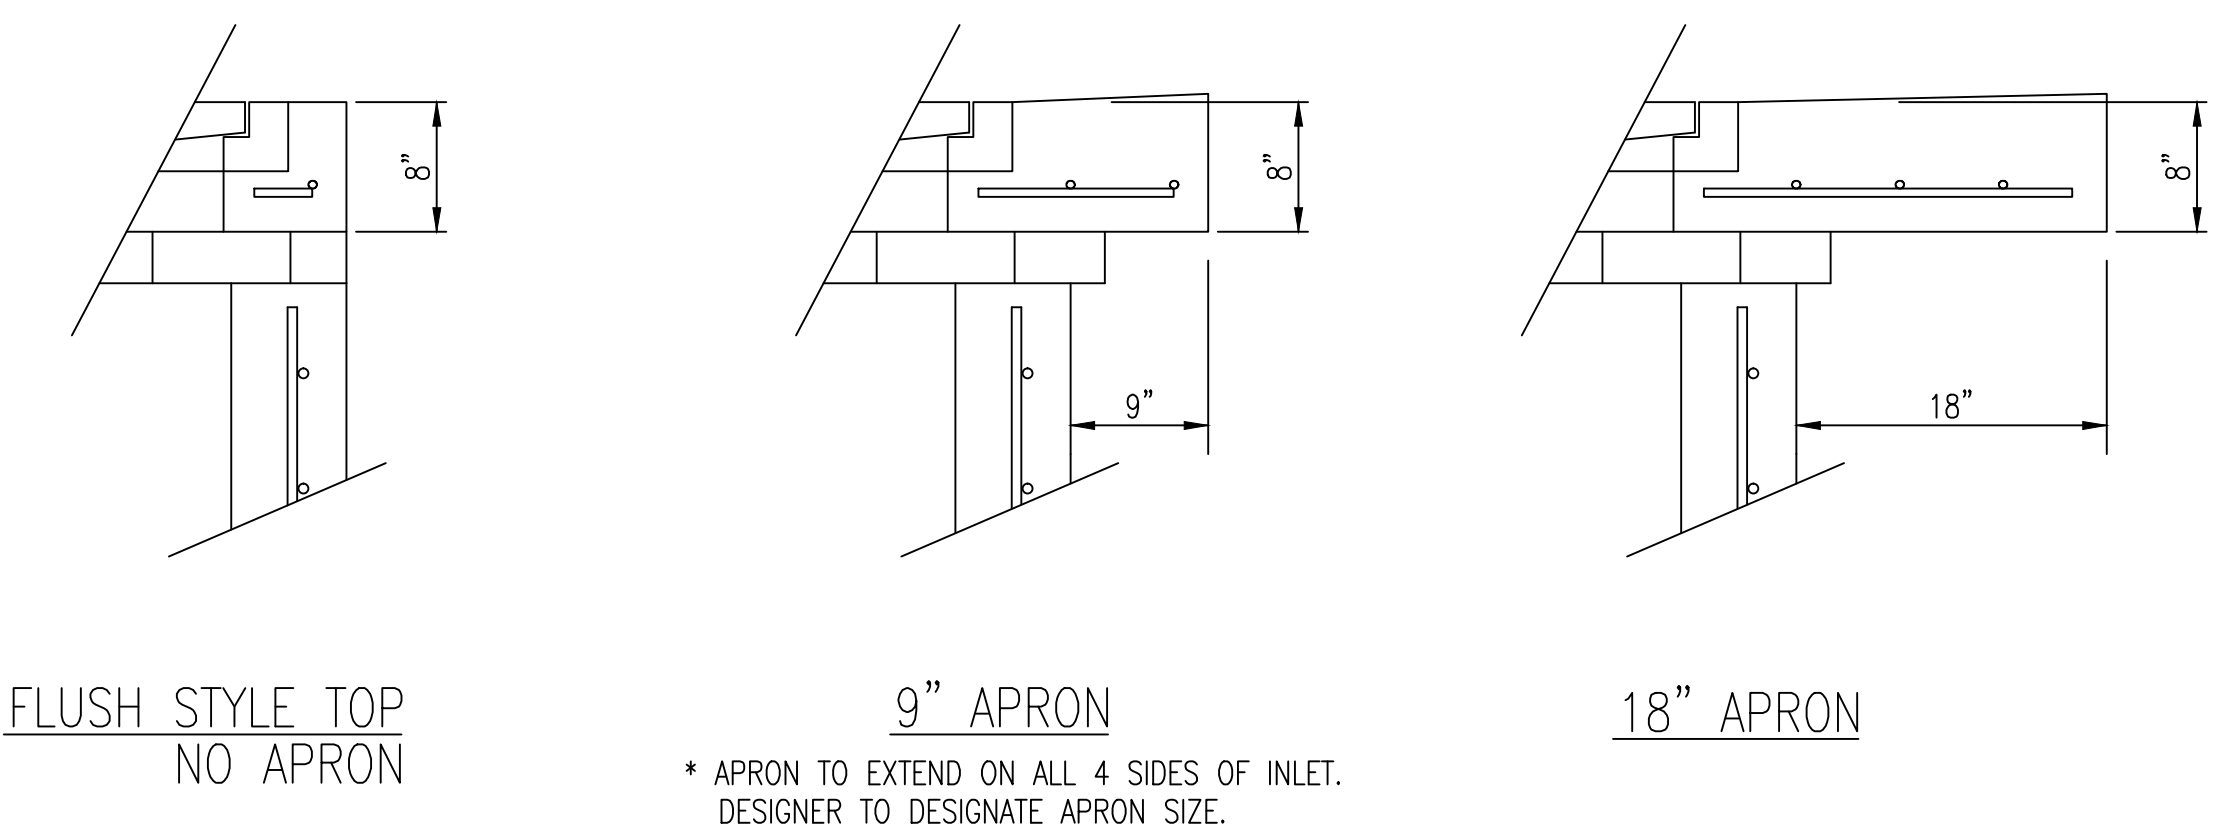 8”
8”
8”
9”
18”
FLUSH STYLE TOP
NO APRON
9” APRON
18” APRON
* APRON TO EXTEND ON ALL 4 SIDES OF INLET.
DESIGNER TO DESIGNATE APRON SIZE.